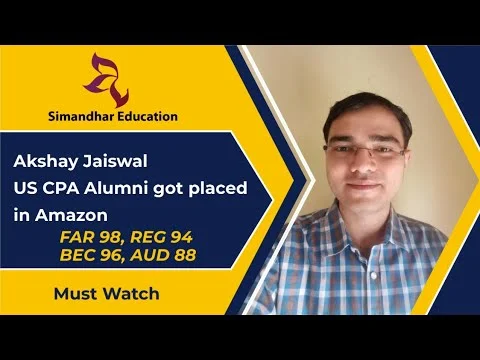 Simandhar Education
Akshay Jaiswal
US CPA Alumni got placed
in Amazon
FAR 98, REG 94
BEC 96, AUD 88
Must Watch